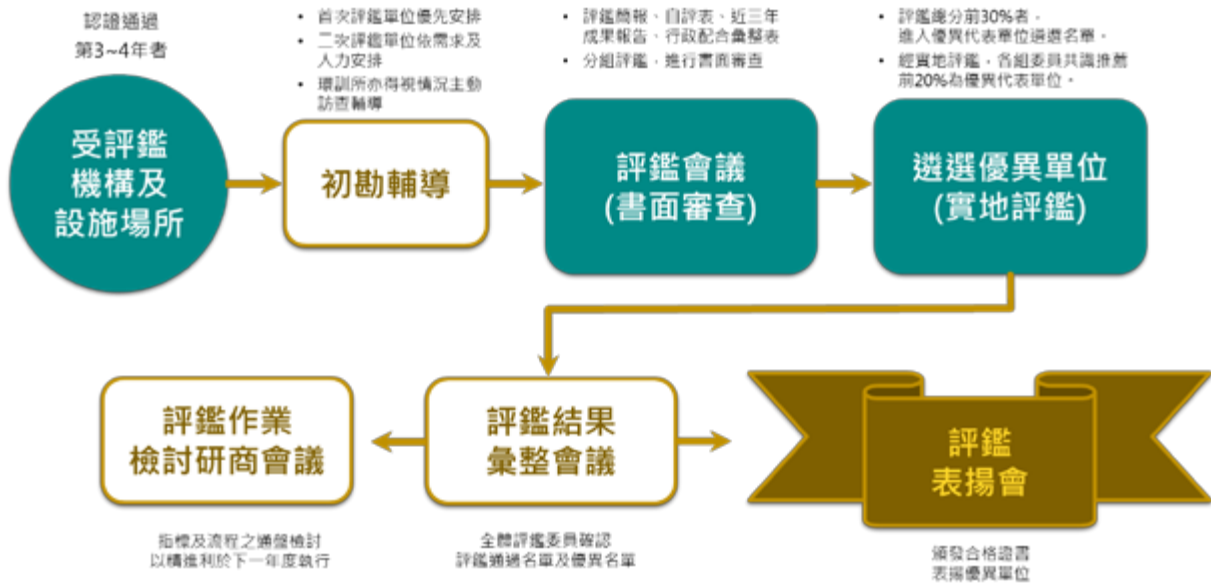 認證通過
第3~4年者
受評鑑
機構及
設施場所
• 首次評鑑單位優先安排
• 二次評鑑單位依需求及
人力安排
• 環訓所亦得視情況主動
訪查輔導
初勘輔導
• 評鑑簡報、自評表、近三年
成果報告、行政配合彙整表
• 分組評鑑，進行書面審查
評鑑會議
(書面審查)
• 評鑑總分前30%者，
進入優異代表單位遴選名單。
• 經實地評鑑，各組委員共識推薦
前20%為優異代表單位。
遴選優異單位
(實地評鑑)
評鑑作業
檢討研商會議
指標及流程之通盤檢討
以精進利於下一年度執行
評鑑結果
彙整會議
全體評鑑委員確認
評鑑通過名單及優異名單
評鑑
表揚會
頒發合格證書
表揚優異單位